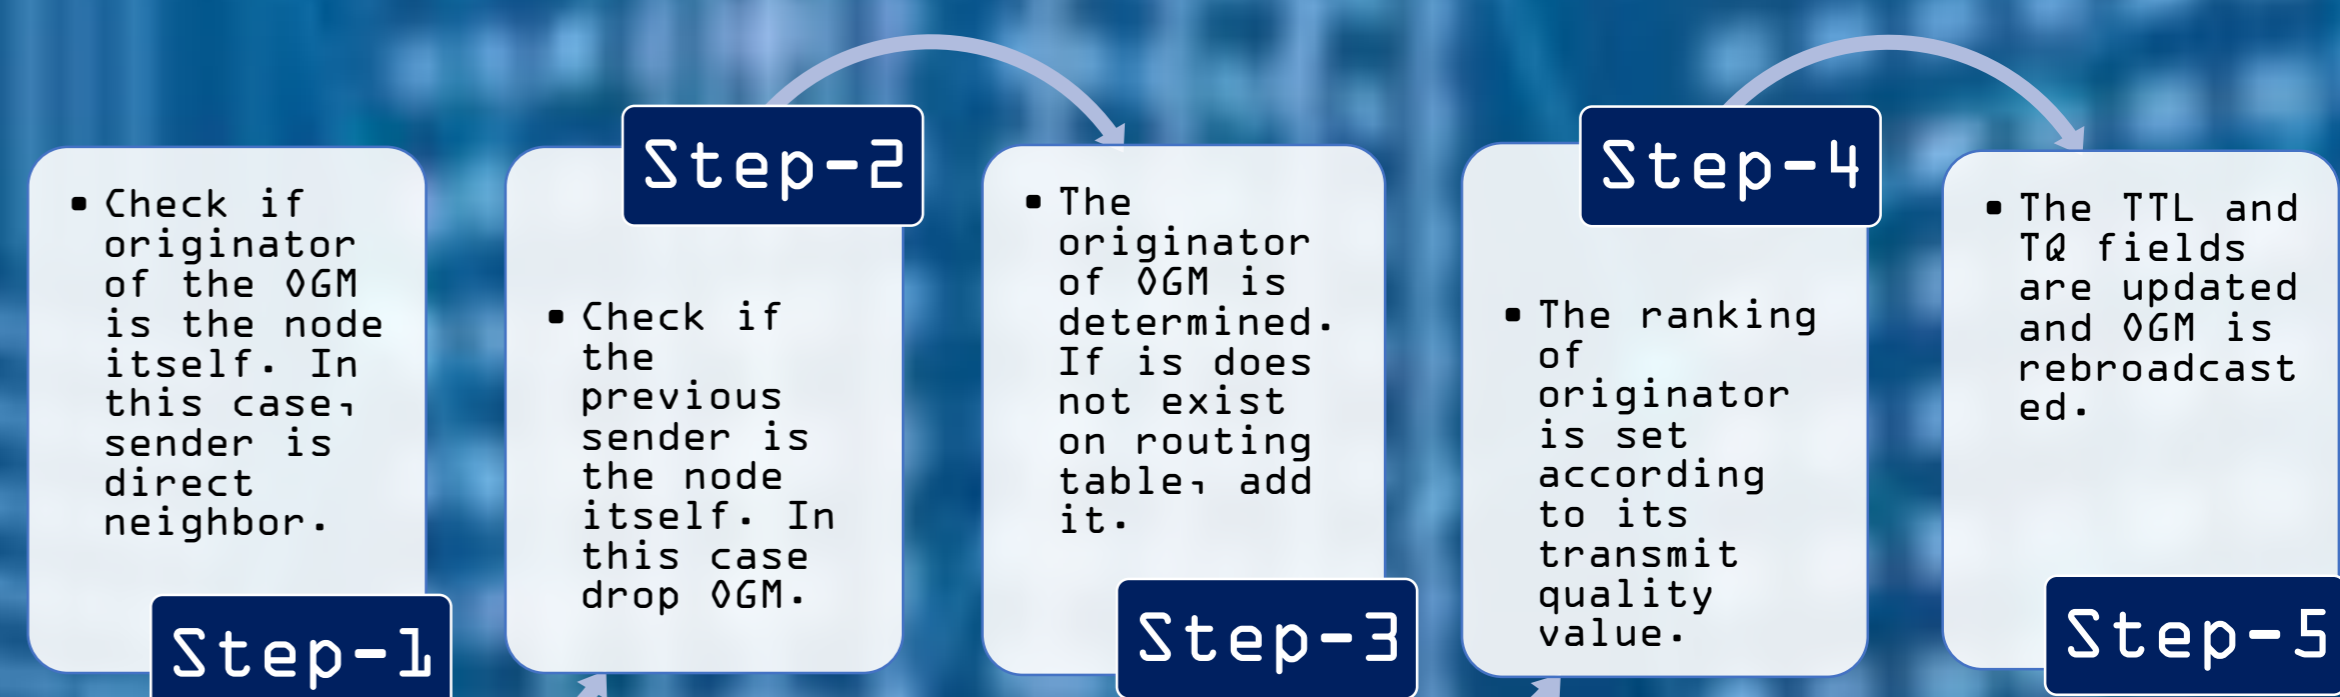 ▪ Check if
originator
of the OGM
is the node
itself. In
this case,
sender is
direct
neighbor.
Step-1
Step-2
▪ Check if
the
previous
sender is
the node
itself. In
this case
drop OGM.
▪ The
originator
of OGM is
determined.
If is does
not exist
on routing
table, add
it.
Step-3
Step-4
▪ The ranking
of
originator
is set
according
to its
transmit
quality
value.
▪ The TTL and
TQ fields
are updated
and OGM is
rebroadcast
ed.
Step-5